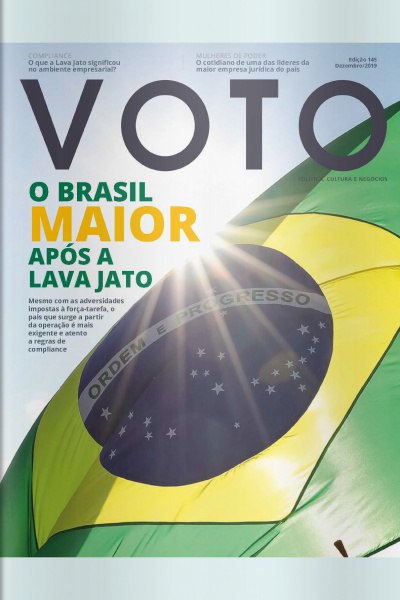 COMPLIANCE
O que a Lava Jato significou
no ambiente empresarial?
MULHERES DE PODER
O cotidiano de uma das líderes da
maior empresa jurídica do país
Edição 145
Dezembro/2019
VOTO
POLÍTICA, CULTURA E NEGÓCIOS
O BRASIL
MAIOR
APÓS A
LAVA JATO
Mesmo com as adversidades
impostas à força-tarefa, o
país que surge a partir
da operação é mais
exigente e atento
a regras de
compliance
ORDEM E PROGRESSO